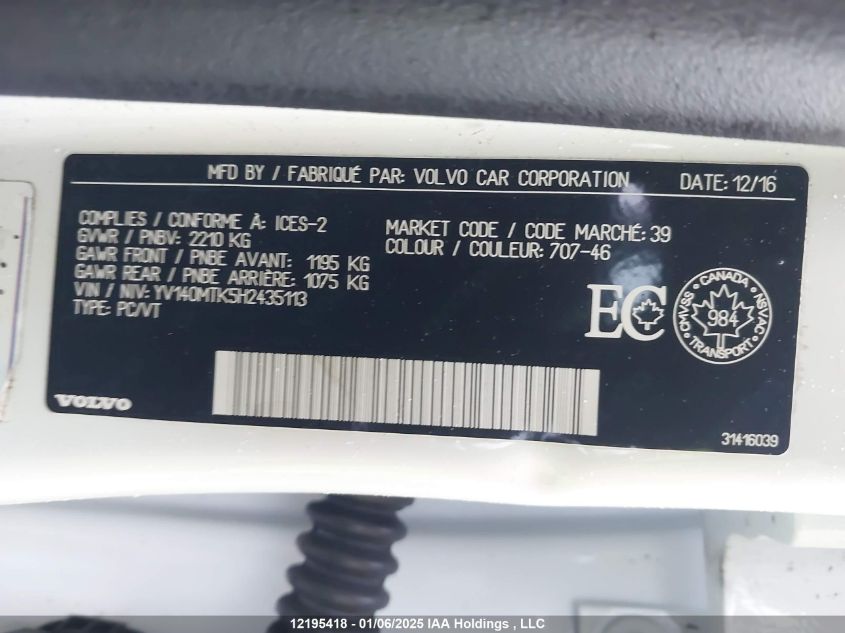 MFD BY / FABRIQUÉ PAR: VOLVO CAR CORPORATION DATE: 12/16
COMPLIES / CONFORME À: ICES-2
GVWR / PNBV: 2210 KG
GAWR FRONT / PNBE AVANT: 1195 KG
GAWR REAR / PNBE ARRIÈRE: 1075 KG
VIN / NIV: YV140MTK5H2435113
TYPE: PC/VT
MARKET CODE / CODE MARCHÉ: 39
COLOUR / COULEUR: 707-46
EC
CANADA
CMVSS 984 NSVAC
TRANSPORT
VOLVO
31416039
12195418 - 01/06/2025 IAA Holdings , LLC